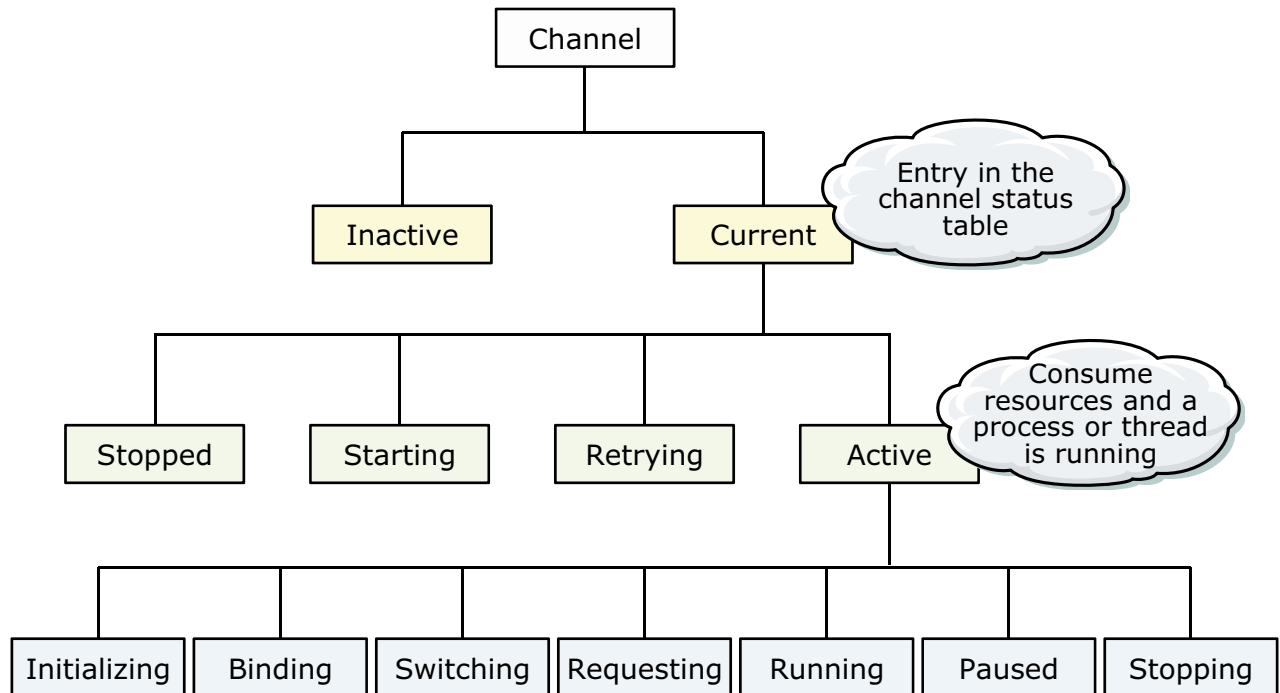 Channel
Entry in the
channel status
table
Inactive
Current
Consume
resources and a
process or thread
is running
Stopped
Starting
Retrying
Active
Initializing
Binding
Switching
Requesting
Running
Paused
Stopping